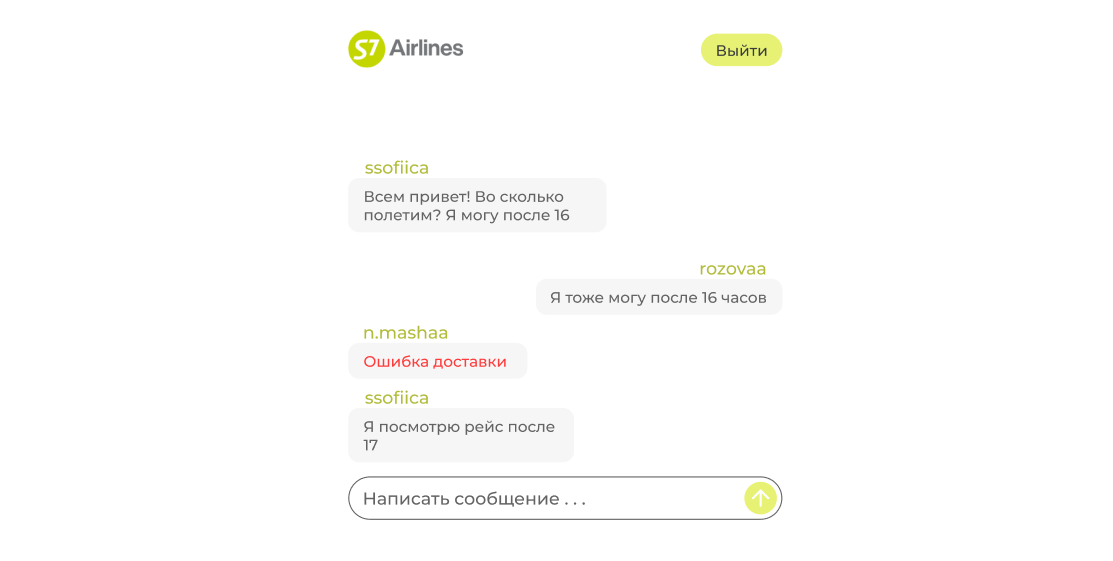 S7 Airlines
Выйти
ssofiica
Всем привет! Во сколько
полетим? Я могу после 16
rozovaa
Я тоже могу после 16 часов
n.mashaa
Ошибка доставки
ssofiica
Я посмотрю рейс после
17
Написать сообщение . . .